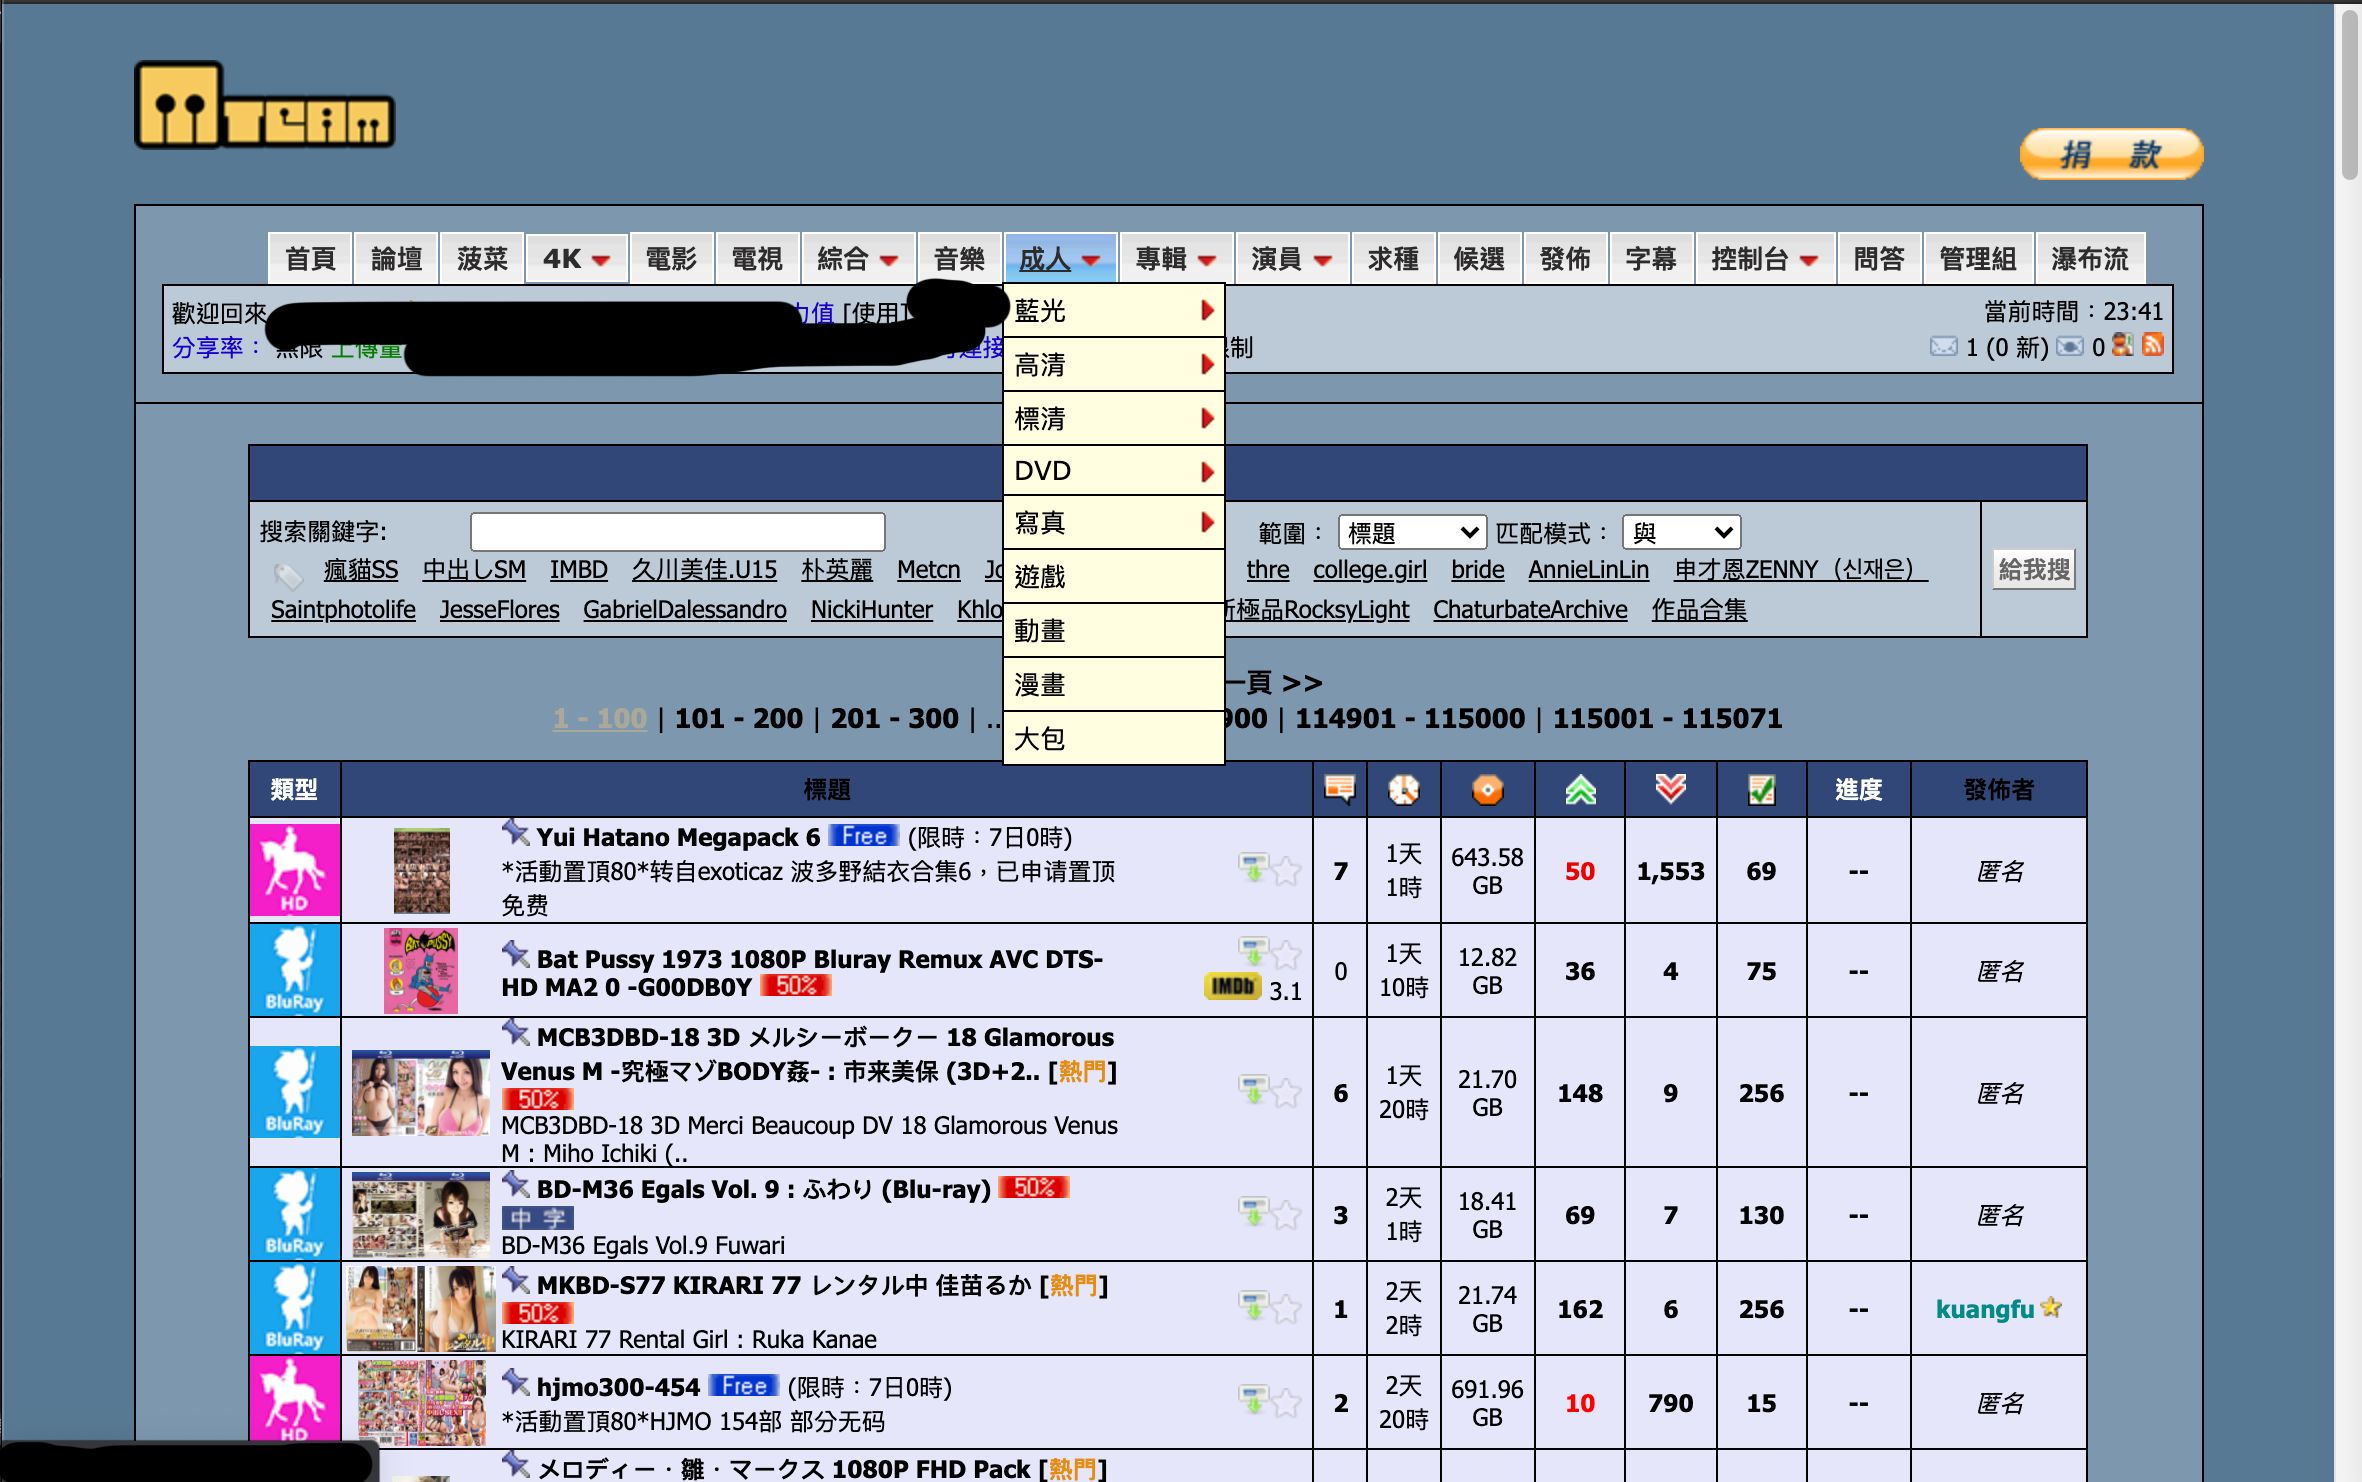 M TEAM
捐 款
首頁 論壇 菠菜 4K 電影 電視 綜合 音樂 成人 專輯 演員 求種 候選 發佈 字幕 控制台 問答 管理組 瀑布流
歡迎回來 力值 [使用 當前時間：23:41
分享率： 無限 上傳量 連接 限制 1 (0 新) 0
藍光
高清
標清
DVD
寫真
遊戲
動畫
漫畫
大包
搜索關鍵字: 範圍： 標題 匹配模式： 與 給我搜
瘋貓SS 中出しSM IMBD 久川美佳.U15 朴英麗 Metcn thre college.girl bride AnnieLinLin 申才恩ZENNY（신재은）
Saintphotolife JesseFlores GabrielDalessandro NickiHunter Khlo 極品RocksyLight ChaturbateArchive 作品合集
一頁 >>
1 - 100 | 101 - 200 | 201 - 300 | .. 900 | 114901 - 115000 | 115001 - 115071
類型 標題 進度 發佈者
HD
Yui Hatano Megapack 6 Free (限時：7日0時)
*活動置頂80*转自exoticaz 波多野結衣合集6，已申请置顶
免费
7 1天 1時 643.58 GB 50 1,553 69 -- 匿名
BluRay
Bat Pussy 1973 1080P Bluray Remux AVC DTS-
HD MA2 0 -G00DB0Y 50%
IMDb 3.1
0 1天 10時 12.82 GB 36 4 75 -- 匿名
BluRay
MCB3DBD-18 3D メルシーボークー 18 Glamorous
Venus M -究極マゾBODY姦- : 市来美保 (3D+2.. [熱門]
50%
MCB3DBD-18 3D Merci Beaucoup DV 18 Glamorous Venus
M : Miho Ichiki (..
6 1天 20時 21.70 GB 148 9 256 -- 匿名
BluRay
BD-M36 Egals Vol. 9 : ふわり (Blu-ray) 50%
中 字
BD-M36 Egals Vol.9 Fuwari
3 2天 1時 18.41 GB 69 7 130 -- 匿名
BluRay
MKBD-S77 KIRARI 77 レンタル中 佳苗るか [熱門]
50%
KIRARI 77 Rental Girl : Ruka Kanae
1 2天 2時 21.74 GB 162 6 256 -- kuangfu
HD
hjmo300-454 Free (限時：7日0時)
*活動置頂80*HJMO 154部 部分无码
2 2天 20時 691.96 GB 10 790 15 -- 匿名
メロディー・雛・マークス 1080P FHD Pack [熱門]